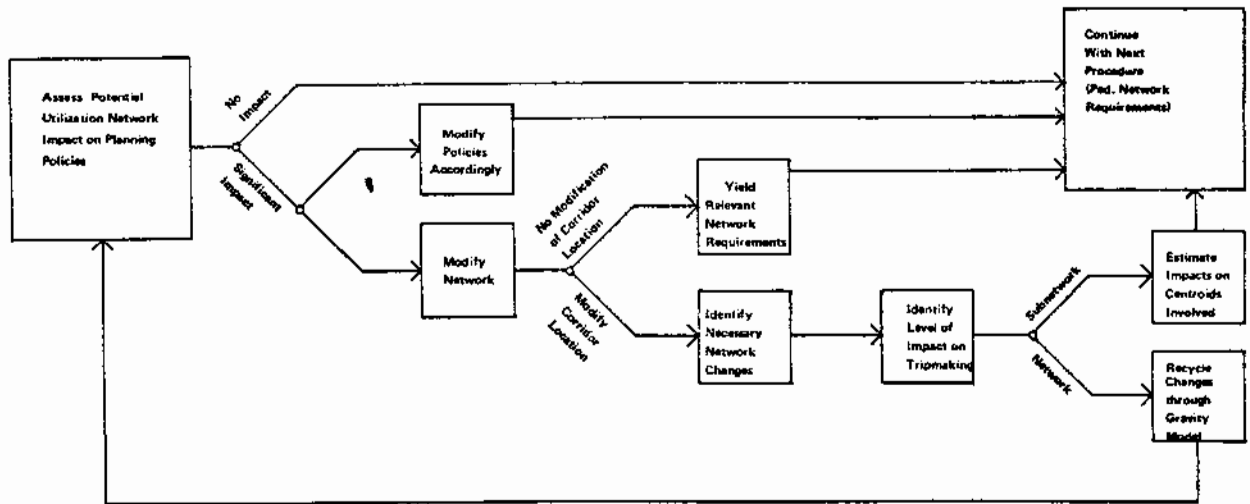 Assess Potential
Utilization Network
Impact on Planning
Policies
No
Impact
Significant
Impact
Modify
Policies
Accordingly
Modify
Network
No Modification
of Corridor
Location
Modify
Corridor
Location
Yield
Relevant
Network
Requirements
Identify
Necessary
Network
Changes
Identify
Level of
Impact on
Tripmaking
Subnetwork
Network
Continue
With Next
Procedure
(Ped. Network
Requirements)
Estimate
Impacts on
Centroids
Involved
Recycle
Changes
through
Gravity
Model